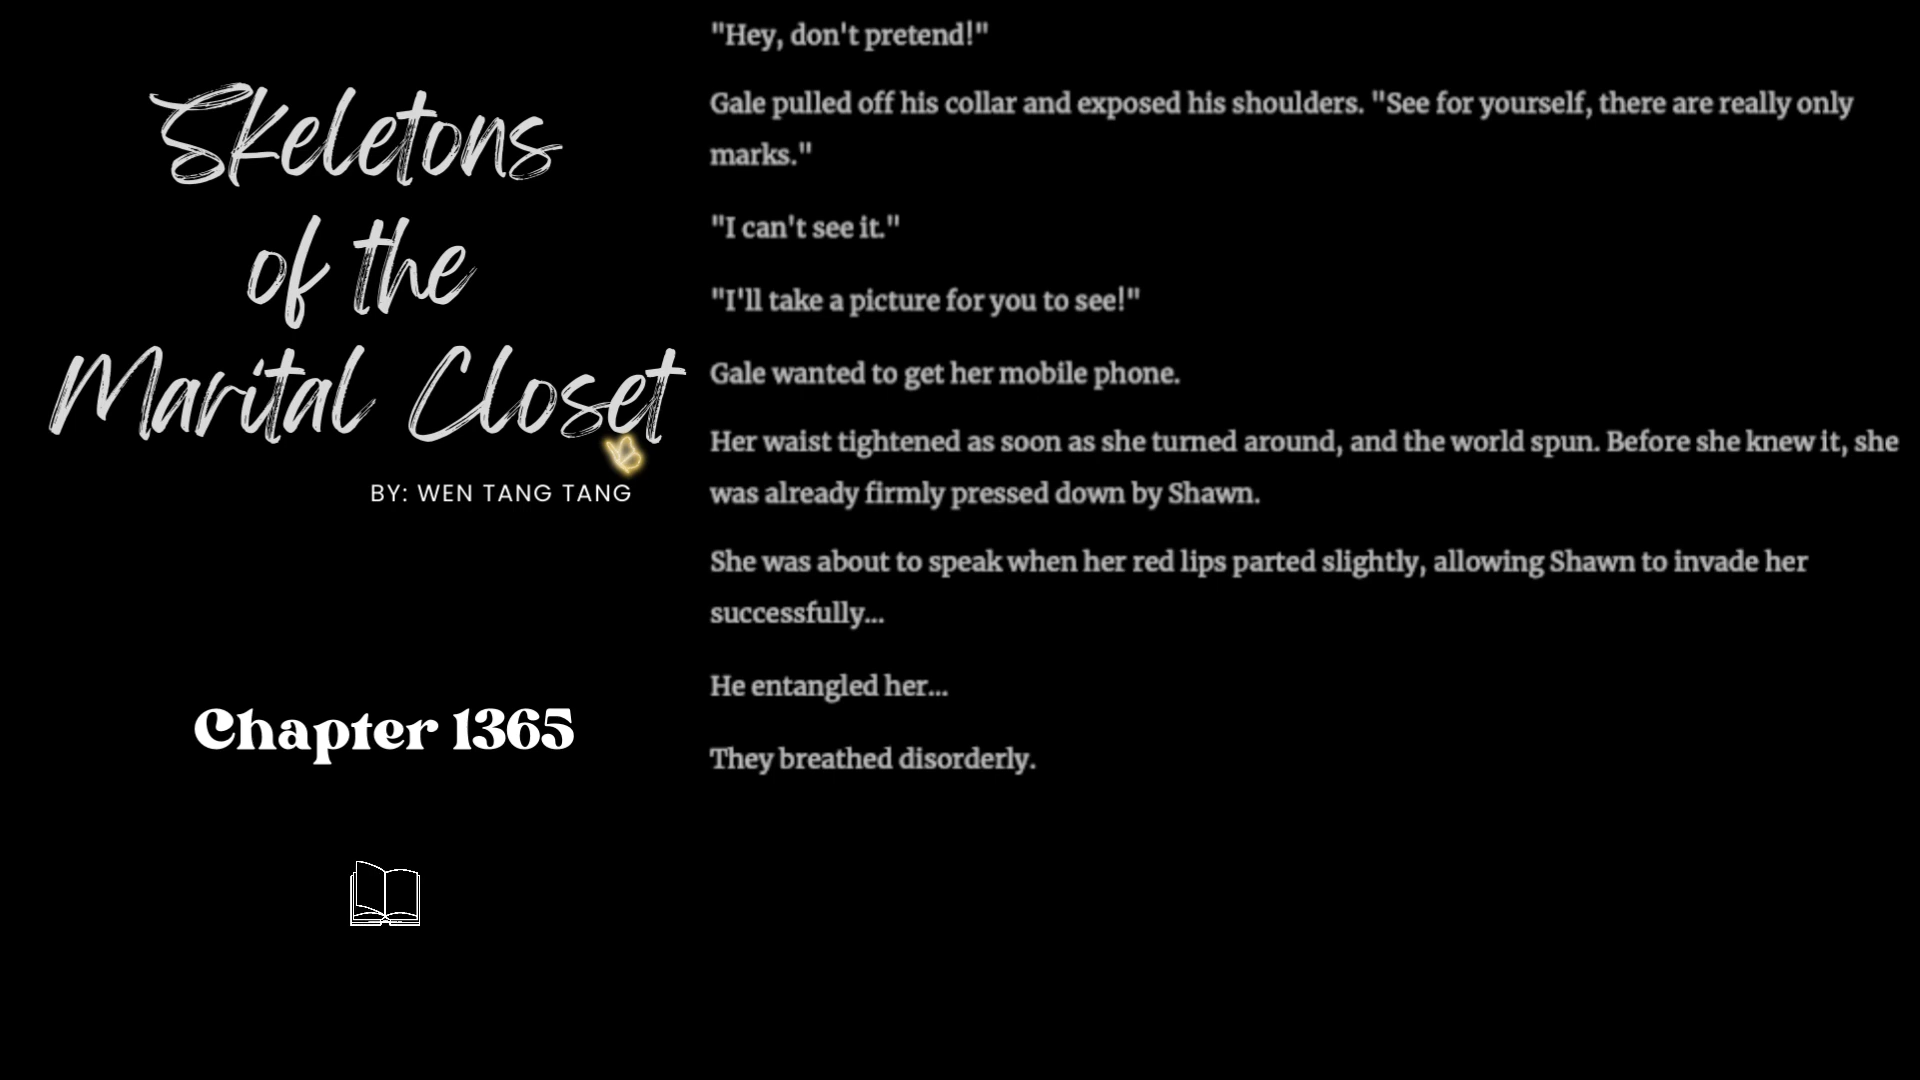 Skeletons
of the
Marital Closet
BY: WEN TANG TANG
Chapter 1365
"Hey, don't pretend!"
Gale pulled off his collar and exposed his shoulders. "See for yourself, there are really only
marks."
"I can't see it."
"I'll take a picture for you to see!"
Gale wanted to get her mobile phone.
Her waist tightened as soon as she turned around, and the world spun. Before she knew it, she
was already firmly pressed down by Shawn.
She was about to speak when her red lips parted slightly, allowing Shawn to invade her
successfully...
He entangled her...
They breathed disorderly.